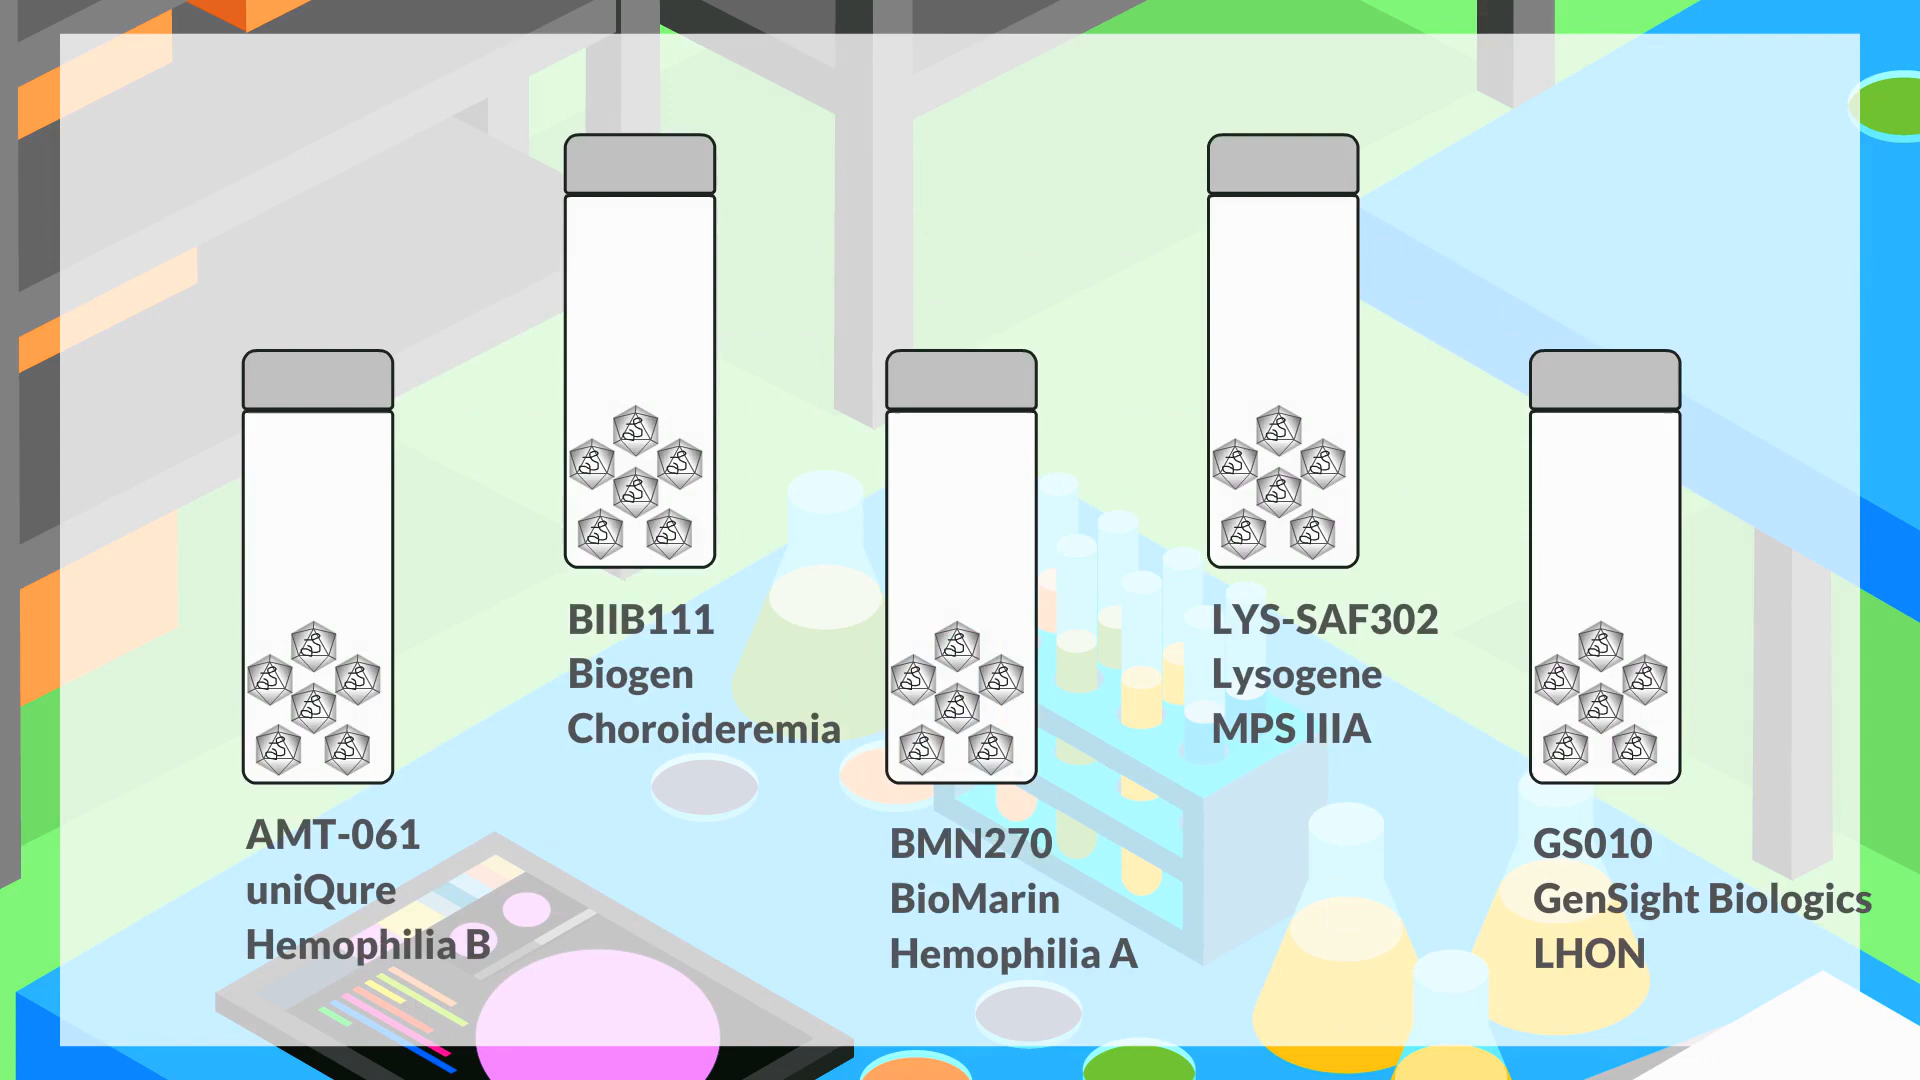 AMT-061
uniQure
Hemophilia B
BIIB111
Biogen
Choroideremia
BMN270
BioMarin
Hemophilia A
LYS-SAF302
Lysogene
MPS IIIA
GS010
GenSight Biologics
LHON